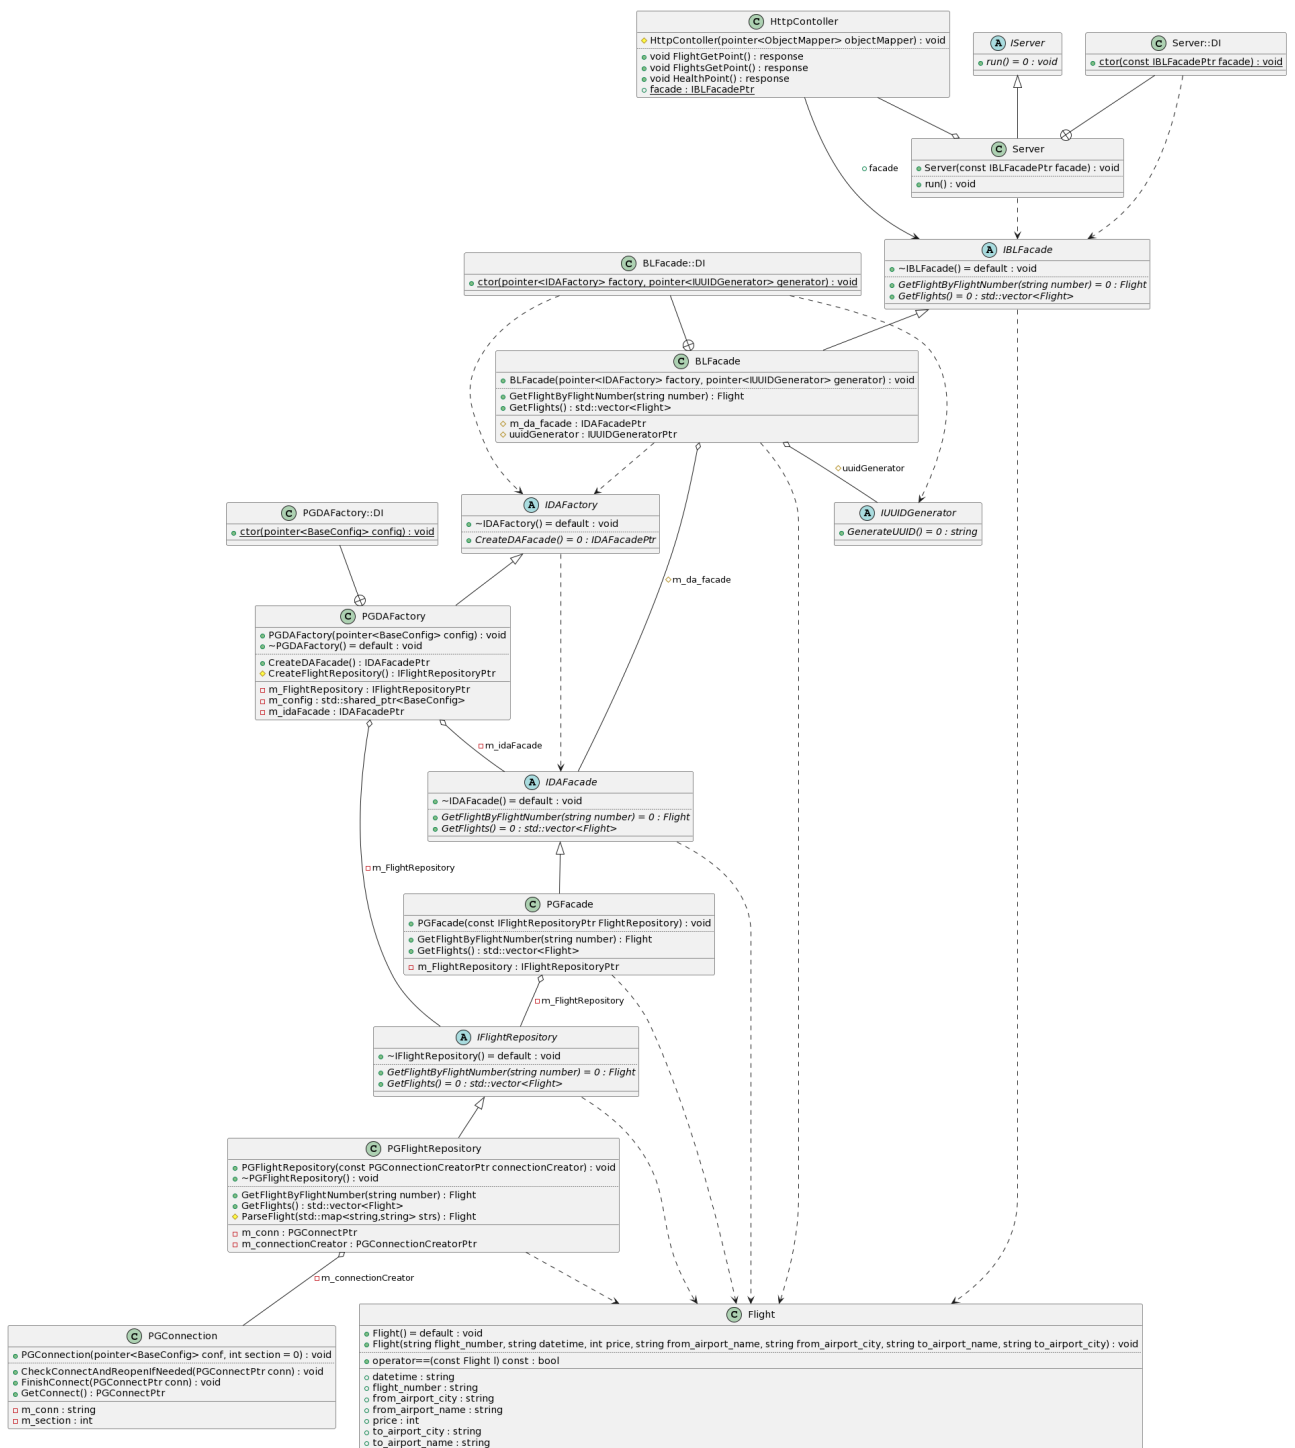 C HttpContoller
HttpContoller(pointer<ObjectMapper> objectMapper) : void
void FlightGetPoint() : response
void FlightsGetPoint() : response
void HealthPoint() : response
facade : IBLFacadePtr
A IServer
run() = 0 : void
C Server::DI
ctor(const IBLFacadePtr facade) : void
C Server
Server(const IBLFacadePtr facade) : void
run() : void
facade
A IBLFacade
~IBLFacade() = default : void
GetFlightByFlightNumber(string number) = 0 : Flight
GetFlights() = 0 : std::vector<Flight>
C BLFacade::DI
ctor(pointer<IDAFactory> factory, pointer<IUUIDGenerator> generator) : void
C BLFacade
BLFacade(pointer<IDAFactory> factory, pointer<IUUIDGenerator> generator) : void
GetFlightByFlightNumber(string number) : Flight
GetFlights() : std::vector<Flight>
m_da_facade : IDAFacadePtr
uuidGenerator : IUUIDGeneratorPtr
uuidGenerator
C PGDAFactory::DI
ctor(pointer<BaseConfig> config) : void
A IDAFactory
~IDAFactory() = default : void
CreateDAFacade() = 0 : IDAFacadePtr
A IUUIDGenerator
GenerateUUID() = 0 : string
m_da_facade
C PGDAFactory
PGDAFactory(pointer<BaseConfig> config) : void
~PGDAFactory() = default : void
CreateDAFacade() : IDAFacadePtr
CreateFlightRepository() : IFlightRepositoryPtr
m_FlightRepository : IFlightRepositoryPtr
m_config : std::shared_ptr<BaseConfig>
m_idaFacade : IDAFacadePtr
m_idaFacade
A IDAFacade
~IDAFacade() = default : void
GetFlightByFlightNumber(string number) = 0 : Flight
GetFlights() = 0 : std::vector<Flight>
m_FlightRepository
C PGFacade
PGFacade(const IFlightRepositoryPtr FlightRepository) : void
GetFlightByFlightNumber(string number) : Flight
GetFlights() : std::vector<Flight>
m_FlightRepository : IFlightRepositoryPtr
m_FlightRepository
A IFlightRepository
~IFlightRepository() = default : void
GetFlightByFlightNumber(string number) = 0 : Flight
GetFlights() = 0 : std::vector<Flight>
C PGFlightRepository
PGFlightRepository(const PGConnectionCreatorPtr connectionCreator) : void
~PGFlightRepository() : void
GetFlightByFlightNumber(string number) : Flight
GetFlights() : std::vector<Flight>
ParseFlight(std::map<string,string> strs) : Flight
m_conn : PGConnectPtr
m_connectionCreator : PGConnectionCreatorPtr
m_connectionCreator
C PGConnection
PGConnection(pointer<BaseConfig> conf, int section = 0) : void
CheckConnectAndReopenIfNeeded(PGConnectPtr conn) : void
FinishConnect(PGConnectPtr conn) : void
GetConnect() : PGConnectPtr
m_conn : string
m_section : int
C Flight
Flight() = default : void
Flight(string flight_number, string datetime, int price, string from_airport_name, string from_airport_city, string to_airport_name, string to_airport_city) : void
operator==(const Flight l) const : bool
datetime : string
flight_number : string
from_airport_city : string
from_airport_name : string
price : int
to_airport_city : string
to_airport_name : string